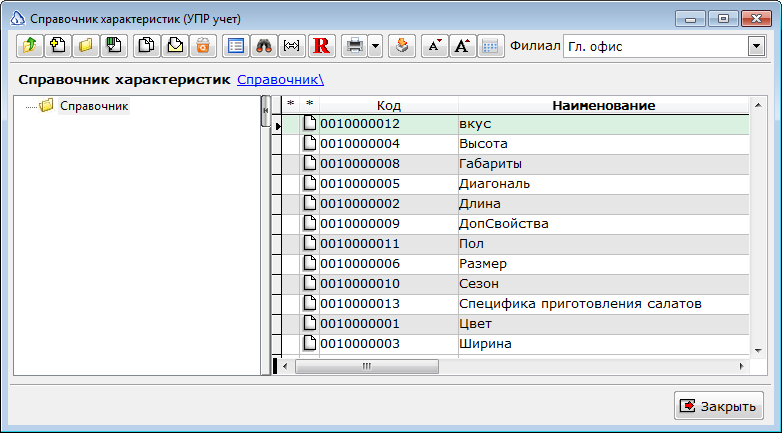 Справочник характеристик (УПР учет)
R A A Филиал Гл. офис
Справочник характеристик Справочник\
Справочник
* * Код Наименование
0010000012 вкус
0010000004 Высота
0010000008 Габариты
0010000005 Диагональ
0010000002 Длина
0010000009 ДопСвойства
0010000011 Пол
0010000006 Размер
0010000010 Сезон
0010000013 Специфика приготовления салатов
0010000001 Цвет
0010000003 Ширина
Закрыть